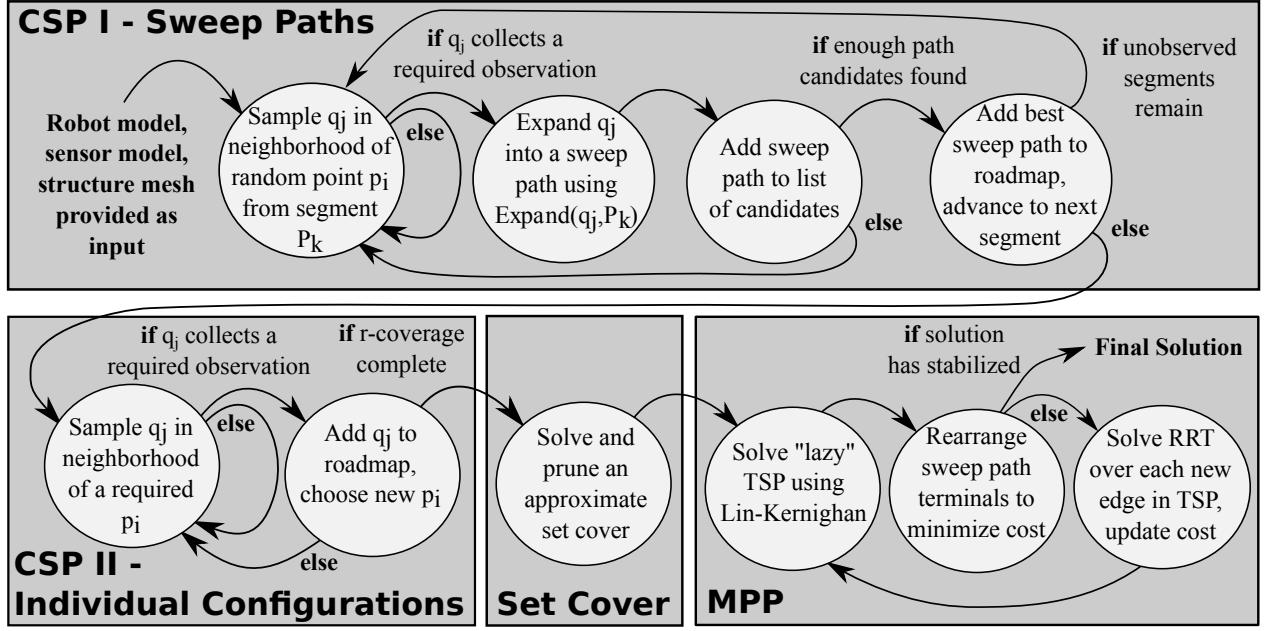 CSP I - Sweep Paths
if qj collects a
required observation
if enough path
candidates found
if unobserved
segments
remain
Robot model,
sensor model,
structure mesh
provided as
input
Sample qj in
neighborhood of
random point pi
from segment
Pk
else
Expand qj
into a sweep
path using
Expand(qj,Pk)
Add sweep
path to list
of candidates
else
Add best
sweep path to
roadmap,
advance to next
segment
else
if qj collects a
required observation
if r-coverage
complete
Sample qj in
neighborhood
of a required
pi
else
Add qj to
roadmap,
choose new pi
else
CSP II -
Individual Configurations
Solve and
prune an
approximate
set cover
Set Cover
if solution
has stabilized
Final Solution
Solve "lazy"
TSP using
Lin-Kernighan
Rearrange
sweep path
terminals to
minimize cost
else
Solve RRT
over each new
edge in TSP,
update cost
MPP